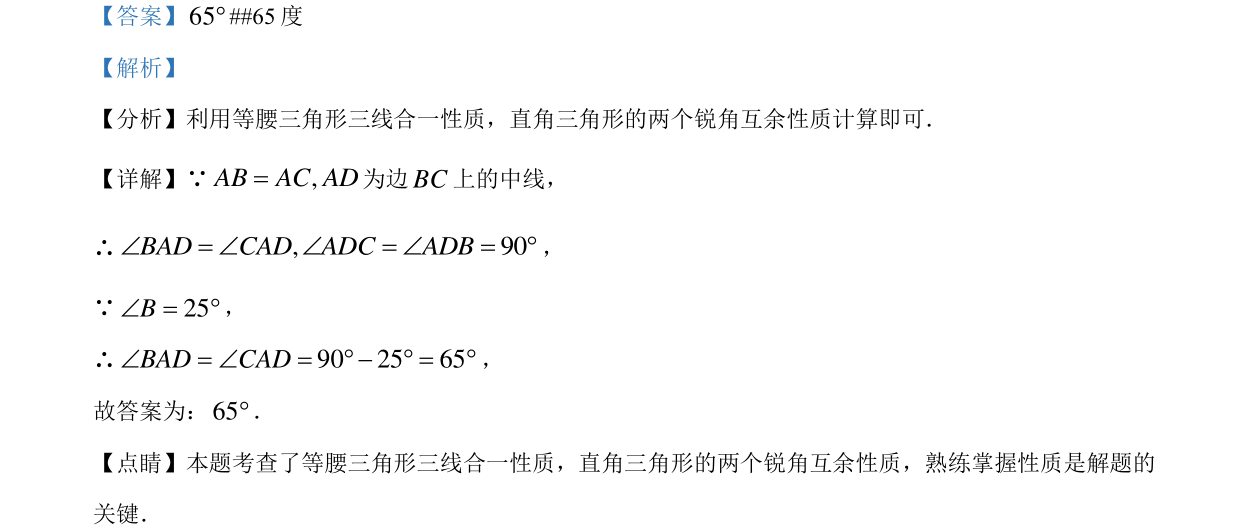 【答案】65°##65 度
【解析】
【分析】利用等腰三角形三线合一性质，直角三角形的两个锐角互余性质计算即可．
【详解】∵ AB = AC, AD 为边 BC 上的中线，
∴ ∠BAD = ∠CAD, ∠ADC = ∠ADB = 90°，
∵ ∠B = 25°，
∴ ∠BAD = ∠CAD = 90° − 25° = 65°，
故答案为：65°．
【点睛】本题考查了等腰三角形三线合一性质，直角三角形的两个锐角互余性质，熟练掌握性质是解题的
关键．